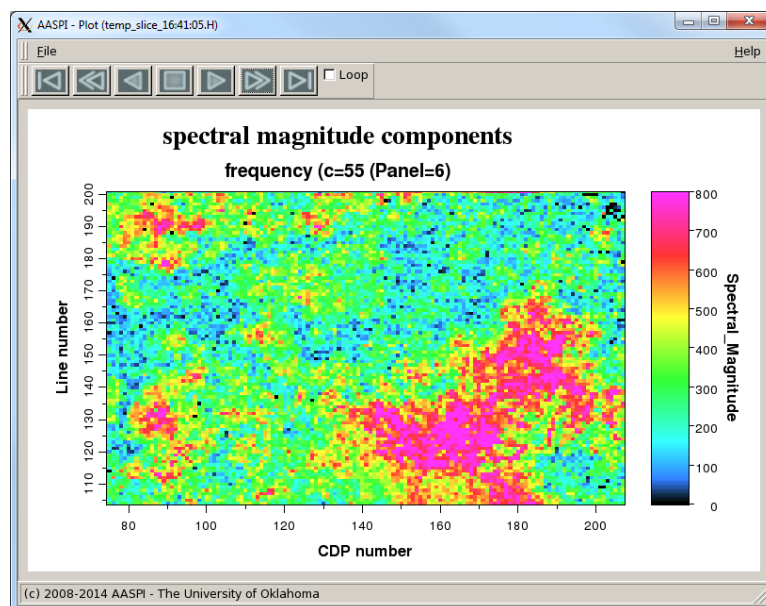 AASPI - Plot (temp_slice_16:41:05.H)
File
Help
Loop
spectral magnitude components
frequency (c=55 (Panel=6)
200
190
180
170
160
150
140
130
120
110
Line number
80 100 120 140 160 180 200
CDP number
800
700
600
500
400
300
200
100
0
Spectral_Magnitude
(c) 2008-2014 AASPI - The University of Oklahoma